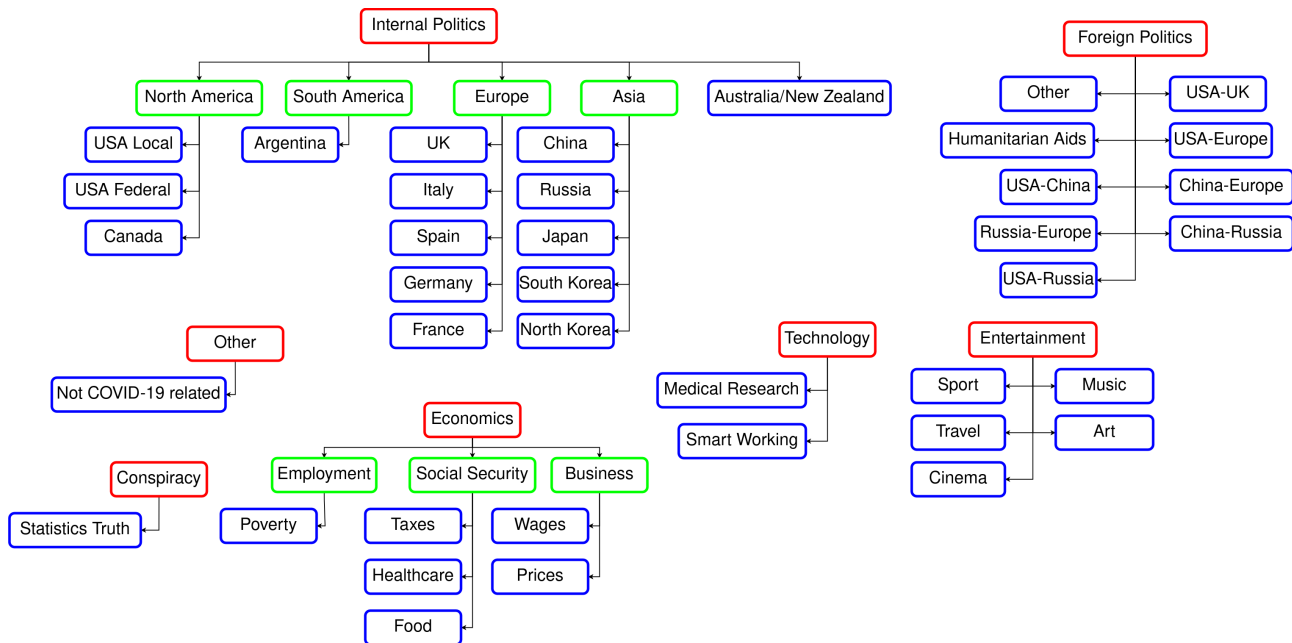 Internal Politics
North America
South America
Europe
Asia
Australia/New Zealand
USA Local
USA Federal
Canada
Argentina
UK
Italy
Spain
Germany
France
China
Russia
Japan
South Korea
North Korea
Foreign Politics
Other
USA-UK
Humanitarian Aids
USA-Europe
USA-China
China-Europe
Russia-Europe
China-Russia
USA-Russia
Other
Not COVID-19 related
Technology
Medical Research
Smart Working
Entertainment
Sport
Music
Travel
Art
Cinema
Economics
Employment
Social Security
Business
Poverty
Taxes
Healthcare
Food
Wages
Prices
Conspiracy
Statistics Truth